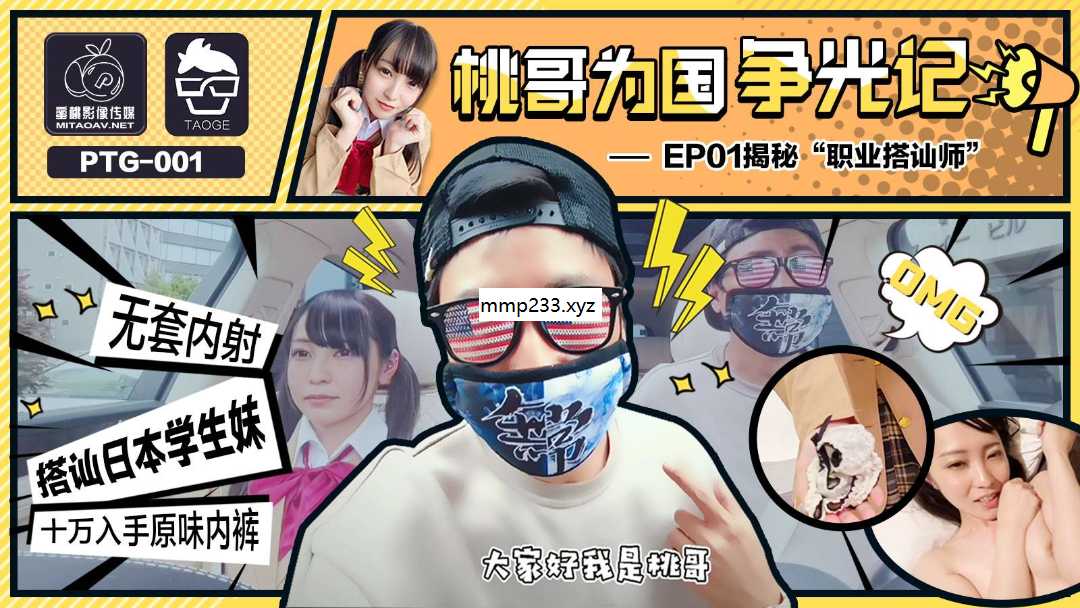 蜜桃影像传媒
MITAOAV.NET
TAOGE
PTG-001
桃哥为国争光记
— EP01揭秘“职业搭讪师”
ビル
OMG
mmp233.xyz
无套内射
搭讪日本学生妹
十万入手原味内裤
大家好我是桃哥